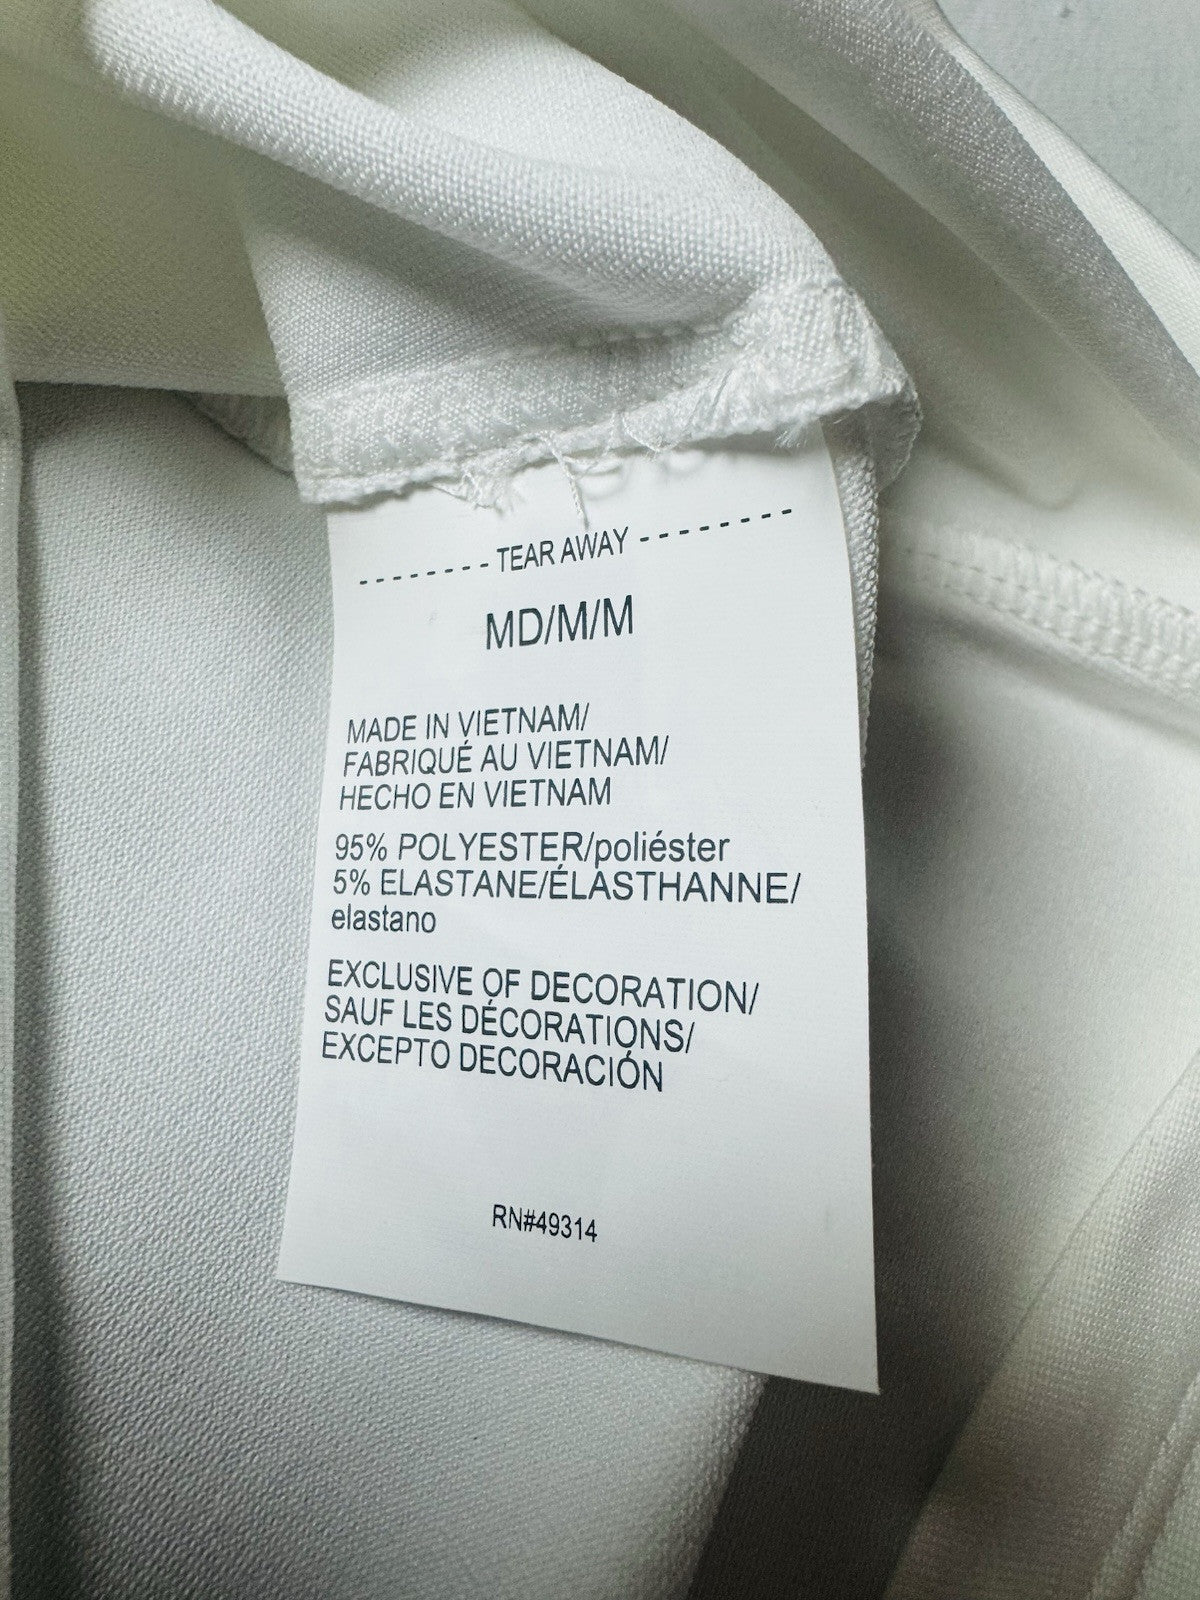 -------- TEAR AWAY --------
MD/M/M
MADE IN VIETNAM/
FABRIQUÉ AU VIETNAM/
HECHO EN VIETNAM
95% POLYESTER/poliéster
5% ELASTANE/ÉLASTHANNE/
elastano
EXCLUSIVE OF DECORATION/
SAUF LES DÉCORATIONS/
EXCEPTO DECORACIÓN
RN#49314